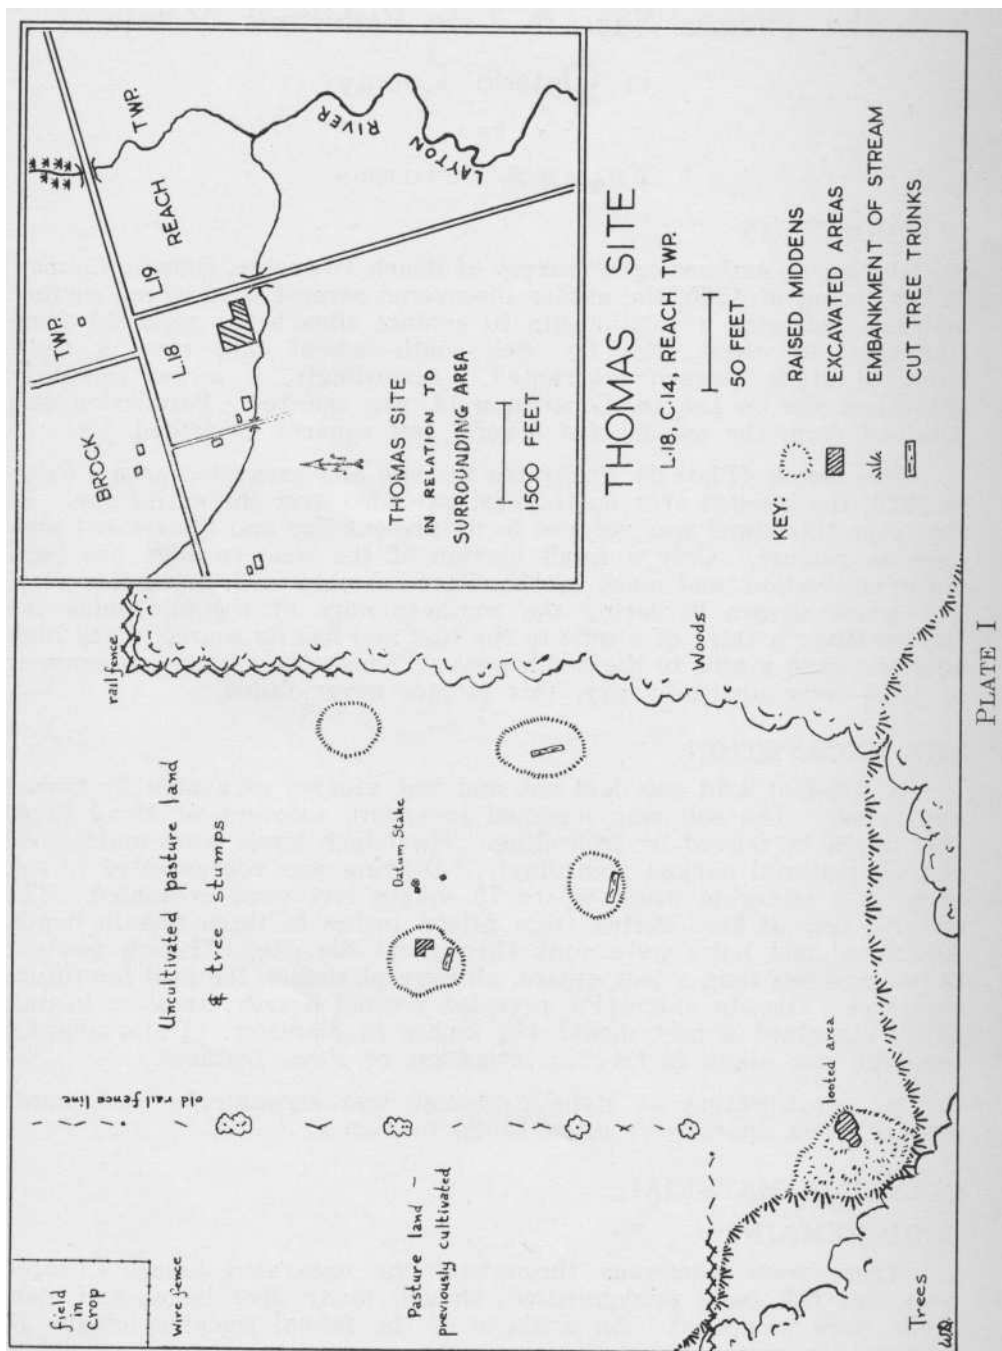 field
in
crop
Wire fence
Pasture land –
previously cultivated
old rail fence line
Uncultivated pasture land
& tree stumps
rail fence
Datum Stake
looted area
Woods
Trees
BROCK TWP.
L18
L19
REACH TWP.
LAYTON RIVER
THOMAS SITE
IN RELATION TO
SURROUNDING AREA
1500 FEET
THOMAS SITE
L-18, C-14, REACH TWP.
50 FEET
KEY:
RAISED MIDDENS
EXCAVATED AREAS
EMBANKMENT OF STREAM
CUT TREE TRUNKS
PLATE I